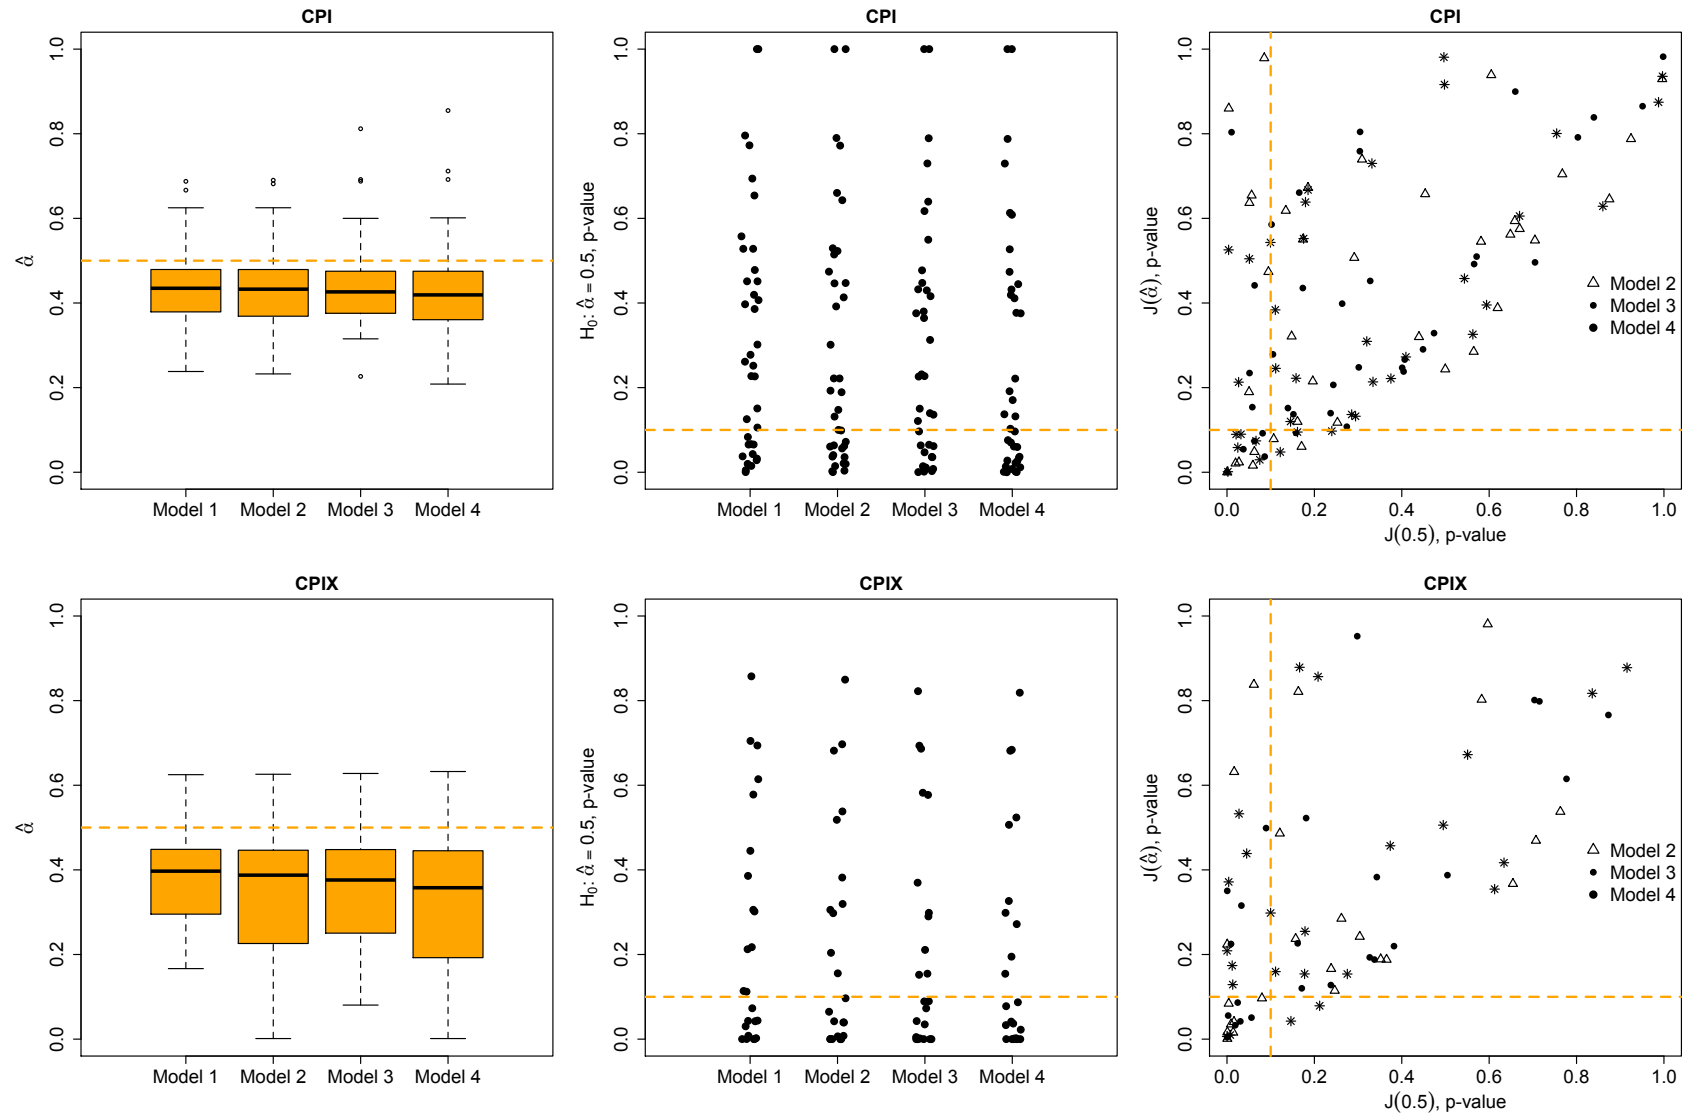 CPI
α̂
0.0 0.2 0.4 0.6 0.8 1.0
Model 1 Model 2 Model 3 Model 4
CPI
H₀: α̂ = 0.5, p-value
0.0 0.2 0.4 0.6 0.8 1.0
Model 1 Model 2 Model 3 Model 4
CPI
J(α̂), p-value
0.0 0.2 0.4 0.6 0.8 1.0
Model 2
Model 3
Model 4
0.0 0.2 0.4 0.6 0.8 1.0
J(0.5), p-value
CPIX
α̂
0.0 0.2 0.4 0.6 0.8 1.0
Model 1 Model 2 Model 3 Model 4
CPIX
H₀: α̂ = 0.5, p-value
0.0 0.2 0.4 0.6 0.8 1.0
Model 1 Model 2 Model 3 Model 4
CPIX
J(α̂), p-value
0.0 0.2 0.4 0.6 0.8 1.0
Model 2
Model 3
Model 4
0.0 0.2 0.4 0.6 0.8 1.0
J(0.5), p-value